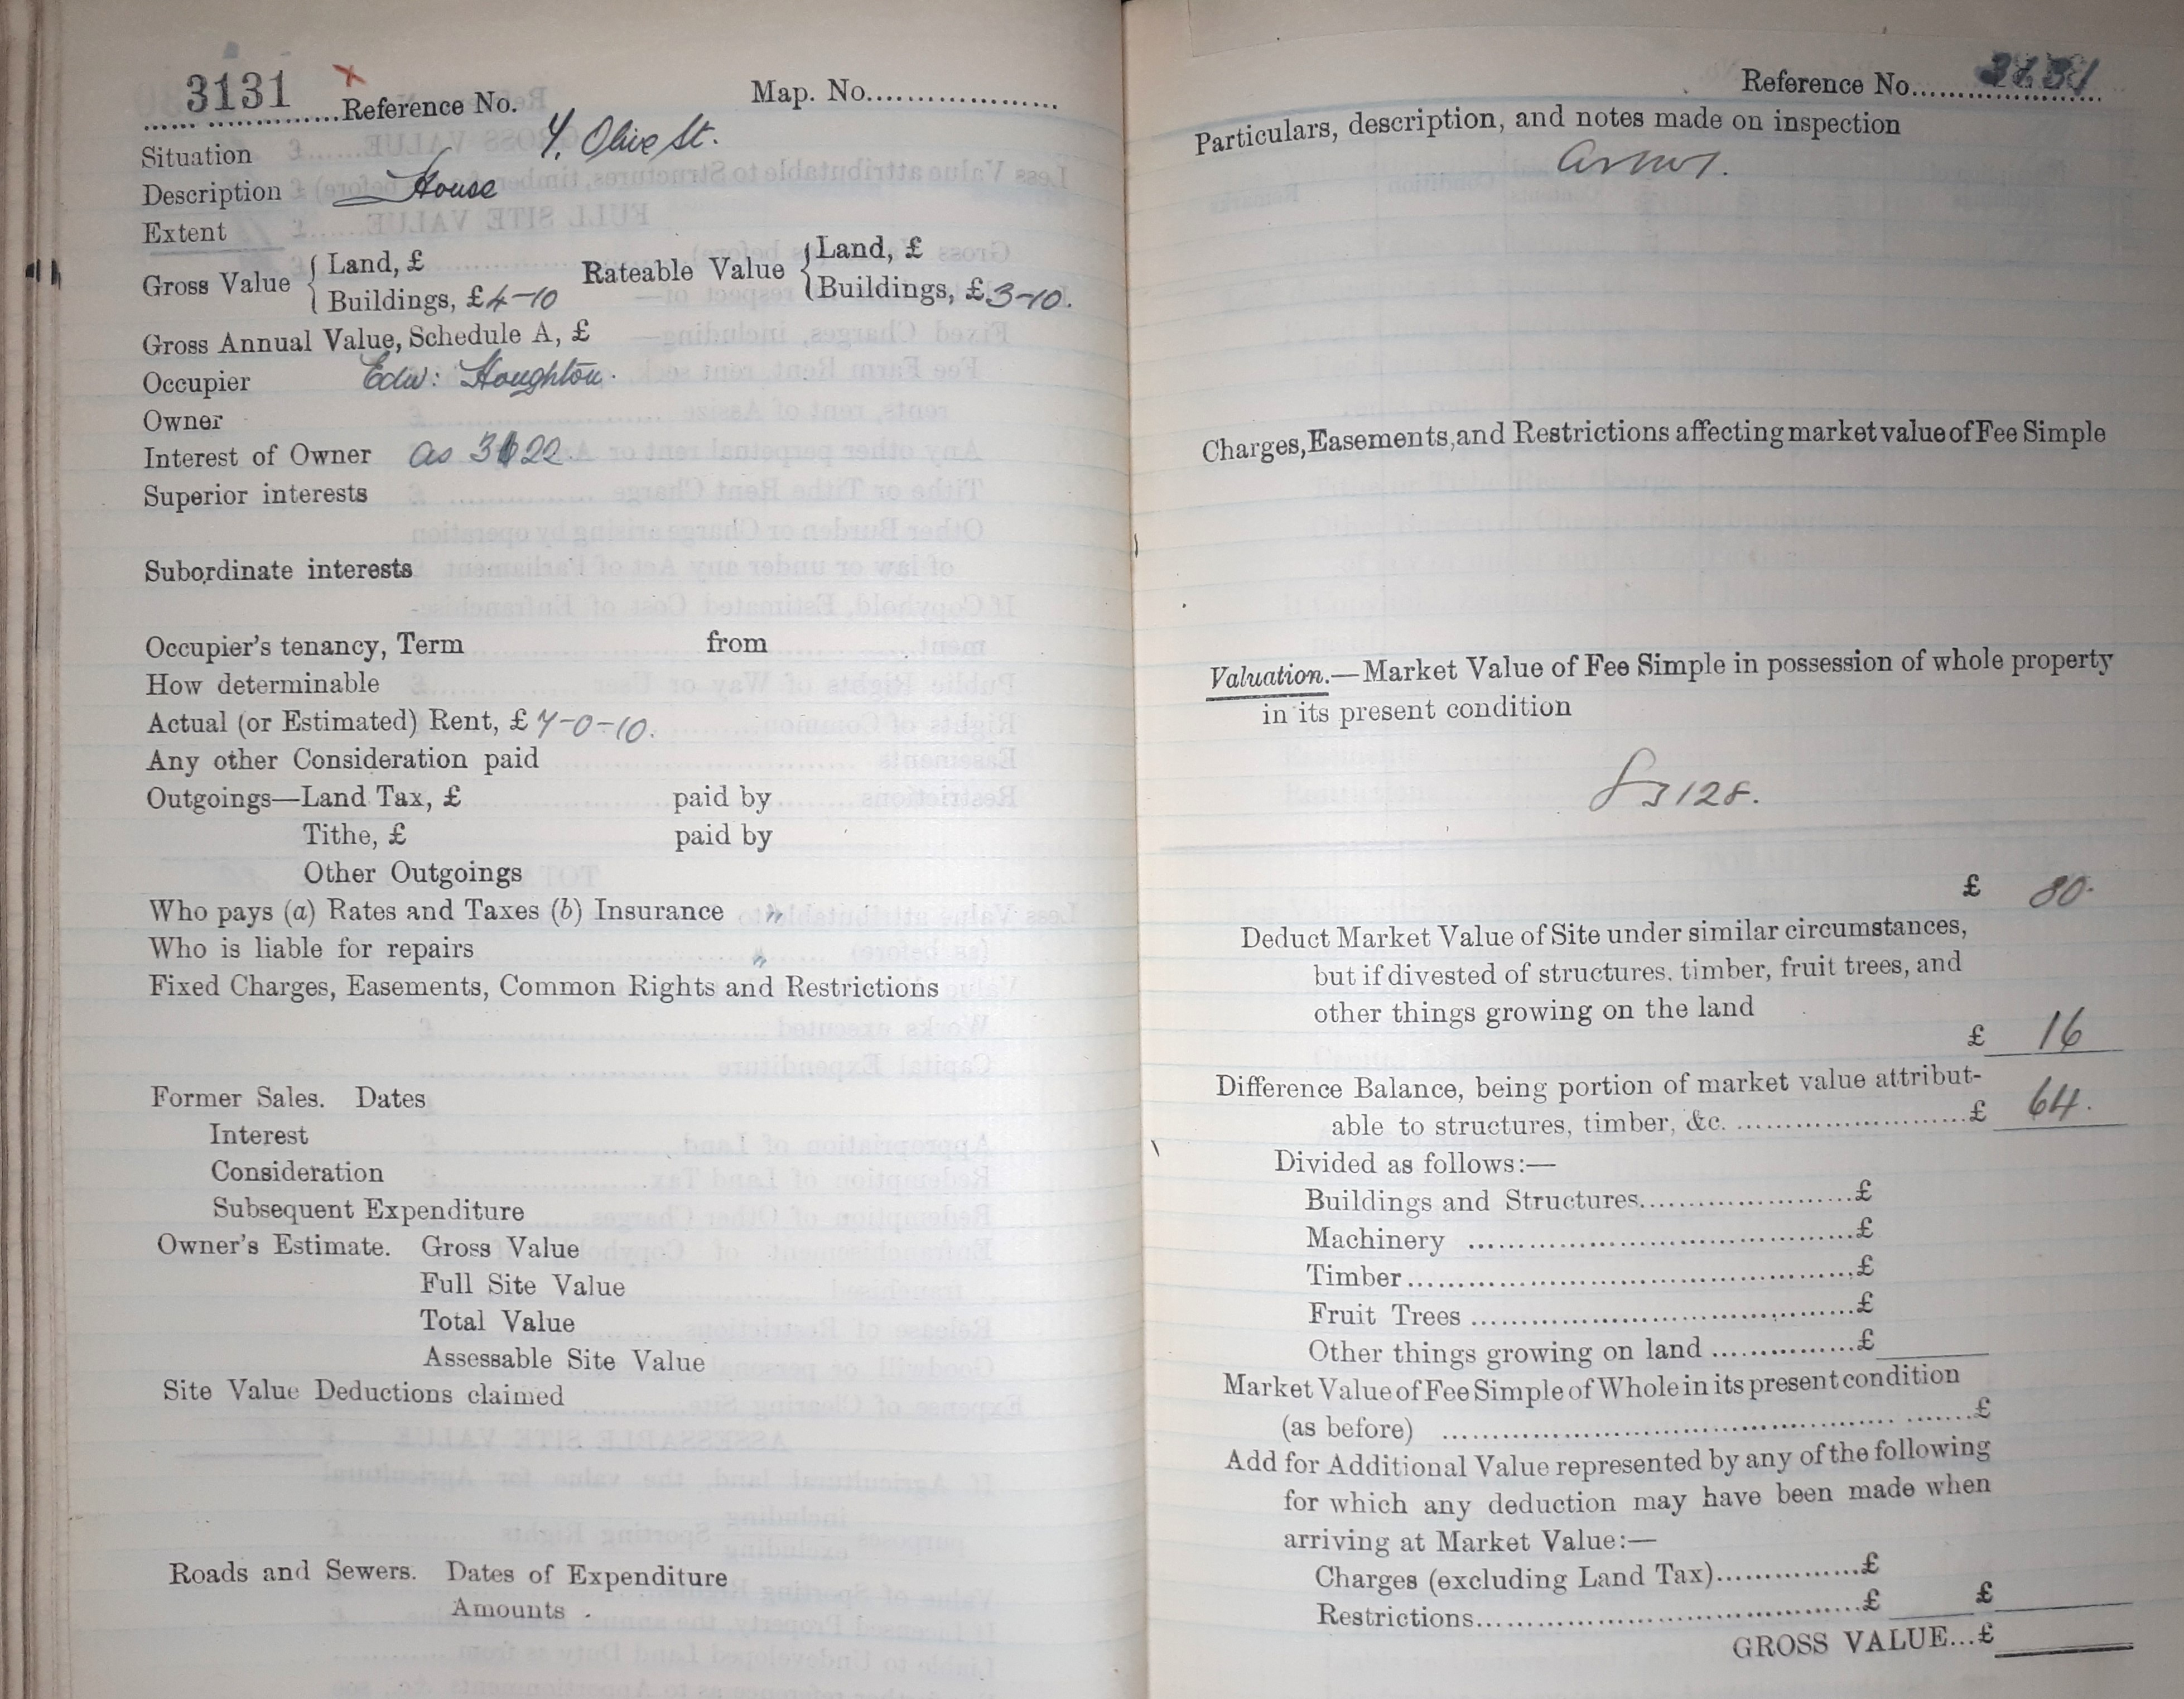 3131 Reference No. Map. No.
Situation 7, Olive St.
Description House
Extent
Gross Value { Land, £ Rateable Value { Land, £
Buildings, £4-10 Buildings, £3-10.
Gross Annual Value, Schedule A, £
Occupier Edw: Houghton.
Owner
Interest of Owner as 3122.
Superior interests
Subordinate interests
Occupier's tenancy, Term from
How determinable
Actual (or Estimated) Rent, £7-0-10.
Any other Consideration paid
Outgoings—Land Tax, £ paid by
Tithe, £ paid by
Other Outgoings
Who pays (a) Rates and Taxes (b) Insurance "
Who is liable for repairs "
Fixed Charges, Easements, Common Rights and Restrictions
Former Sales. Dates
Interest
Consideration
Subsequent Expenditure
Owner's Estimate. Gross Value
Full Site Value
Total Value
Assessable Site Value
Site Value Deductions claimed
Roads and Sewers. Dates of Expenditure
Amounts
Reference No. 3131
Particulars, description, and notes made on inspection
Charges, Easements, and Restrictions affecting market value of Fee Simple
Valuation.—Market Value of Fee Simple in possession of whole property
in its present condition
3128.
£ 80.
Deduct Market Value of Site under similar circumstances,
but if divested of structures. timber, fruit trees, and
other things growing on the land
£ 16
Difference Balance, being portion of market value attribut-
able to structures, timber, &c. £ 64.
Divided as follows:—
Buildings and Structures £
Machinery £
Timber £
Fruit Trees £
Other things growing on land £
Market Value of Fee Simple of Whole in its present condition
(as before) £
Add for Additional Value represented by any of the following
for which any deduction may have been made when
arriving at Market Value:—
Charges (excluding Land Tax) £
Restrictions £ £
GROSS VALUE...£